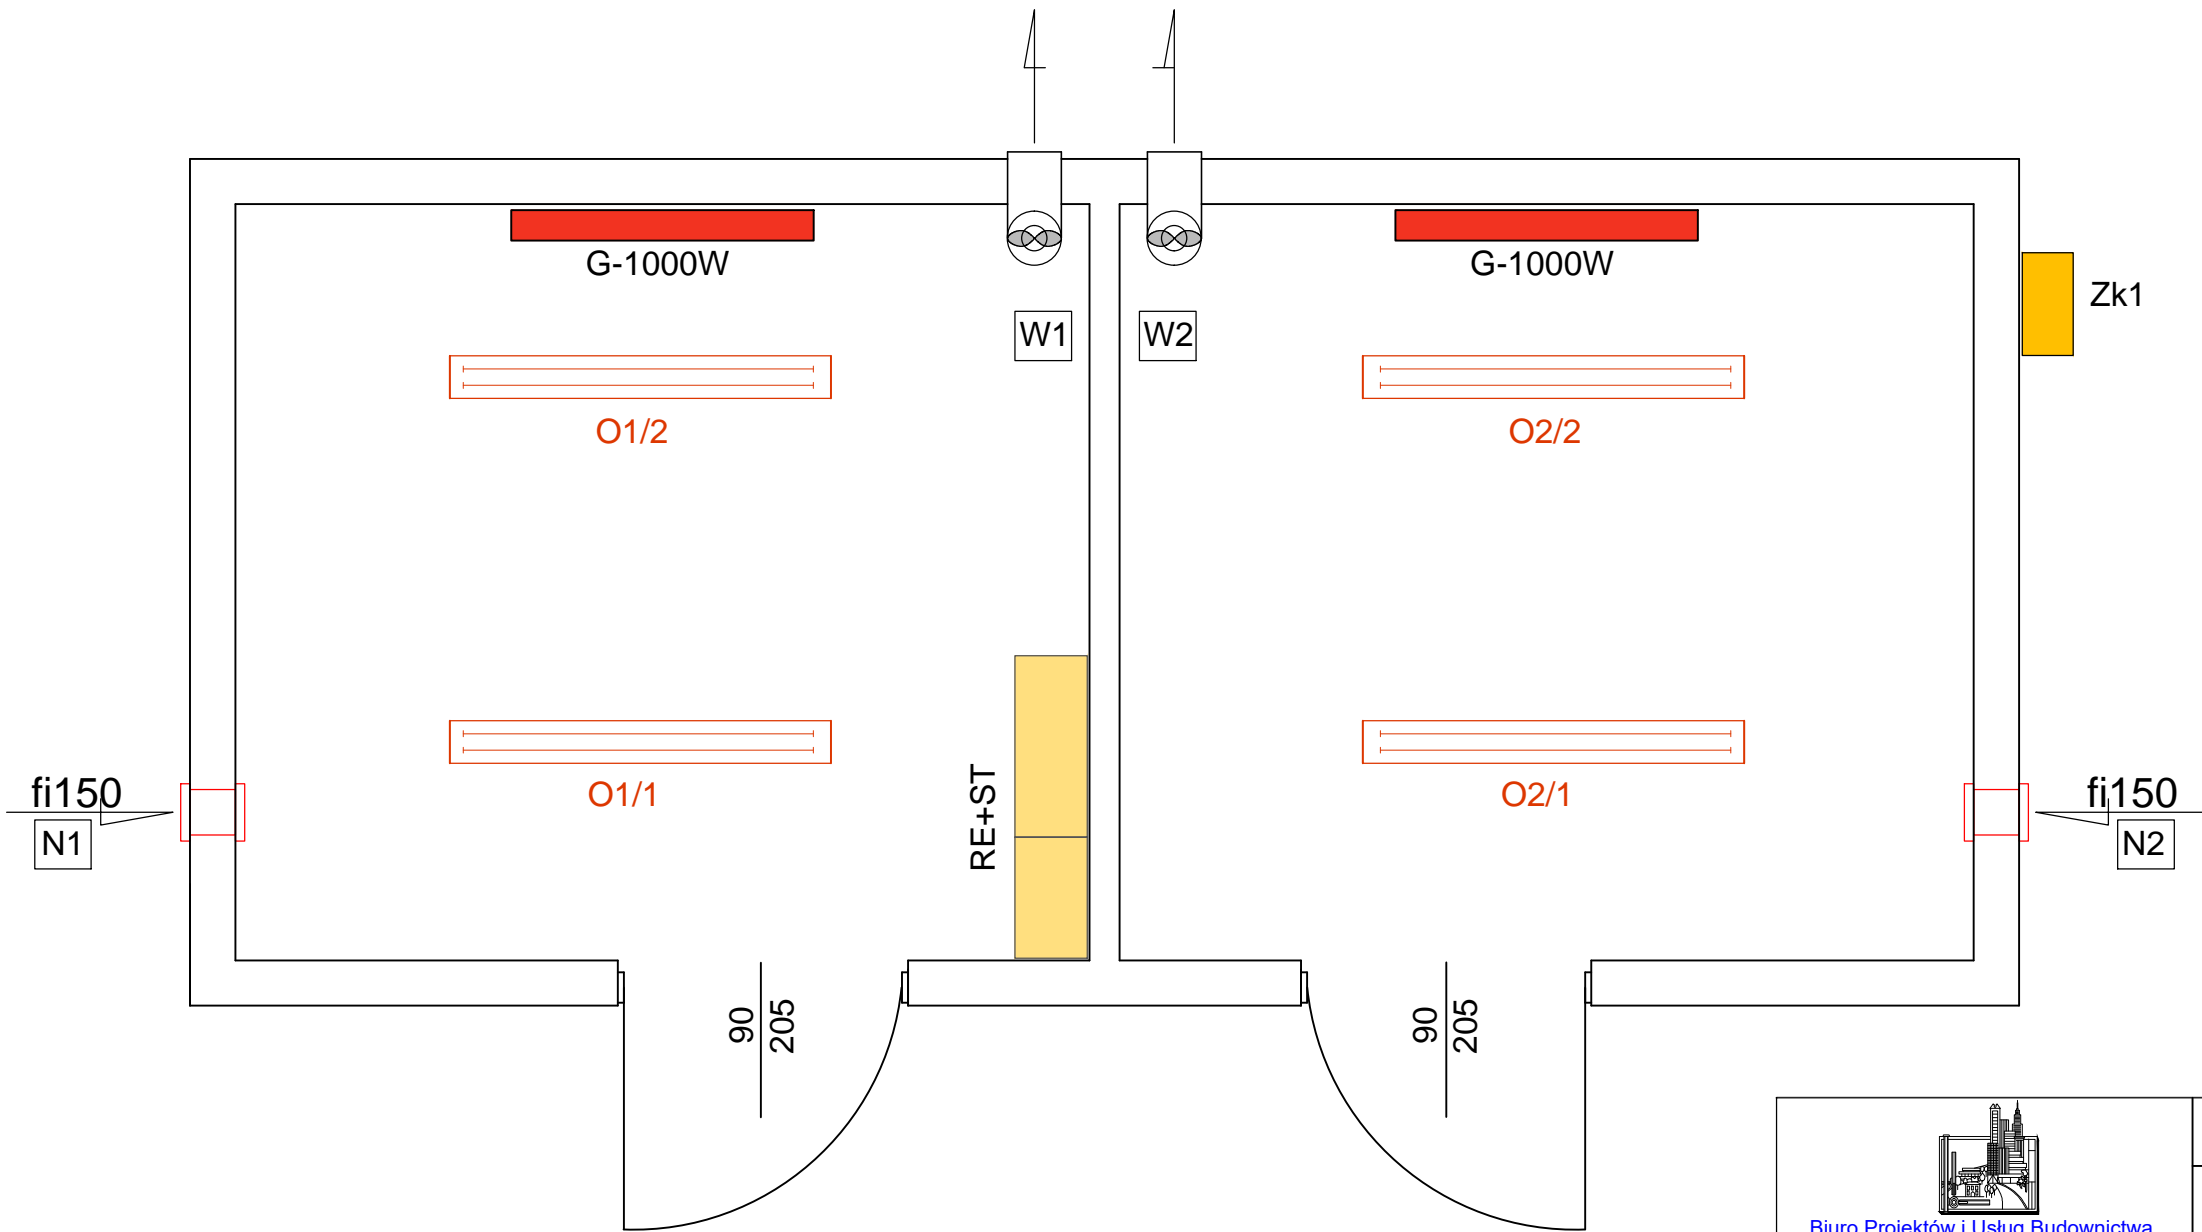 G-1000W
G-1000W
Zk1
W1
W2
O1/2
O2/2
O1/1
O2/1
RE+ST
fi150
N1
fi150
N2
90
205
90
205
Biuro Projektów i Usług Budownictwa